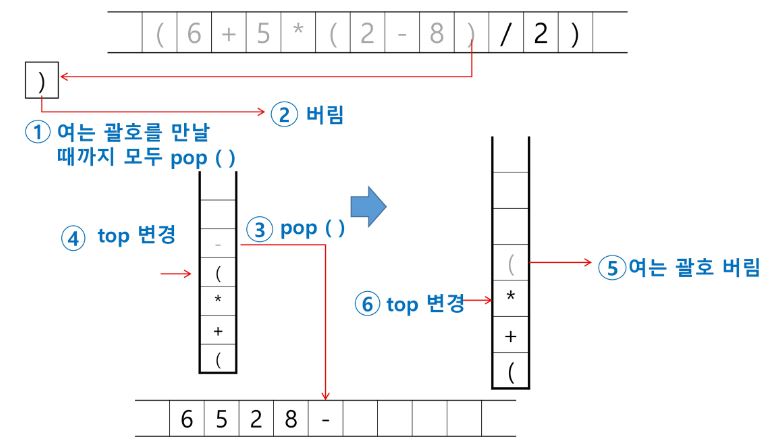 ( 6 + 5 * ( 2 - 8 ) / 2 )
)
② 버림
① 여는 괄호를 만날
때까지 모두 pop ( )
④ top 변경
③ pop ( )
-
(
*
+
(
(
⑤ 여는 괄호 버림
⑥ top 변경
*
+
(
6 5 2 8 -